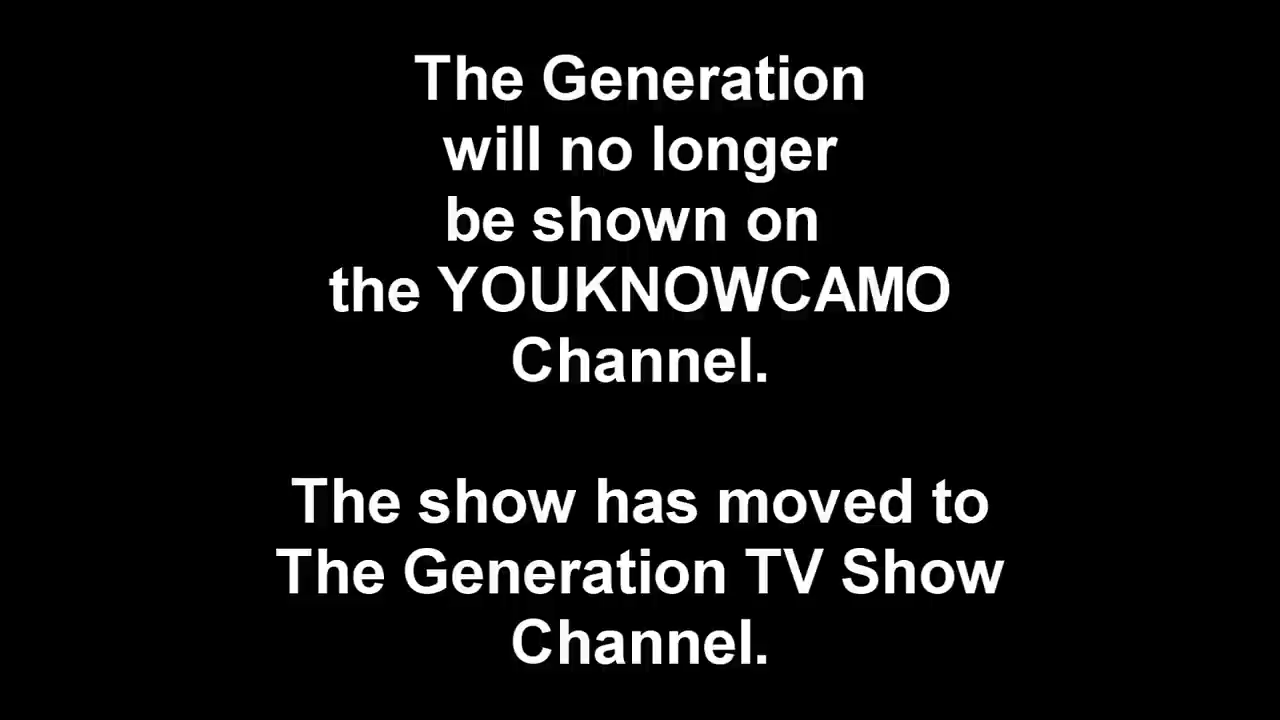 The Generation
will no longer
be shown on
the YOUKNOWCAMO
Channel.
The show has moved to
The Generation TV Show
Channel.